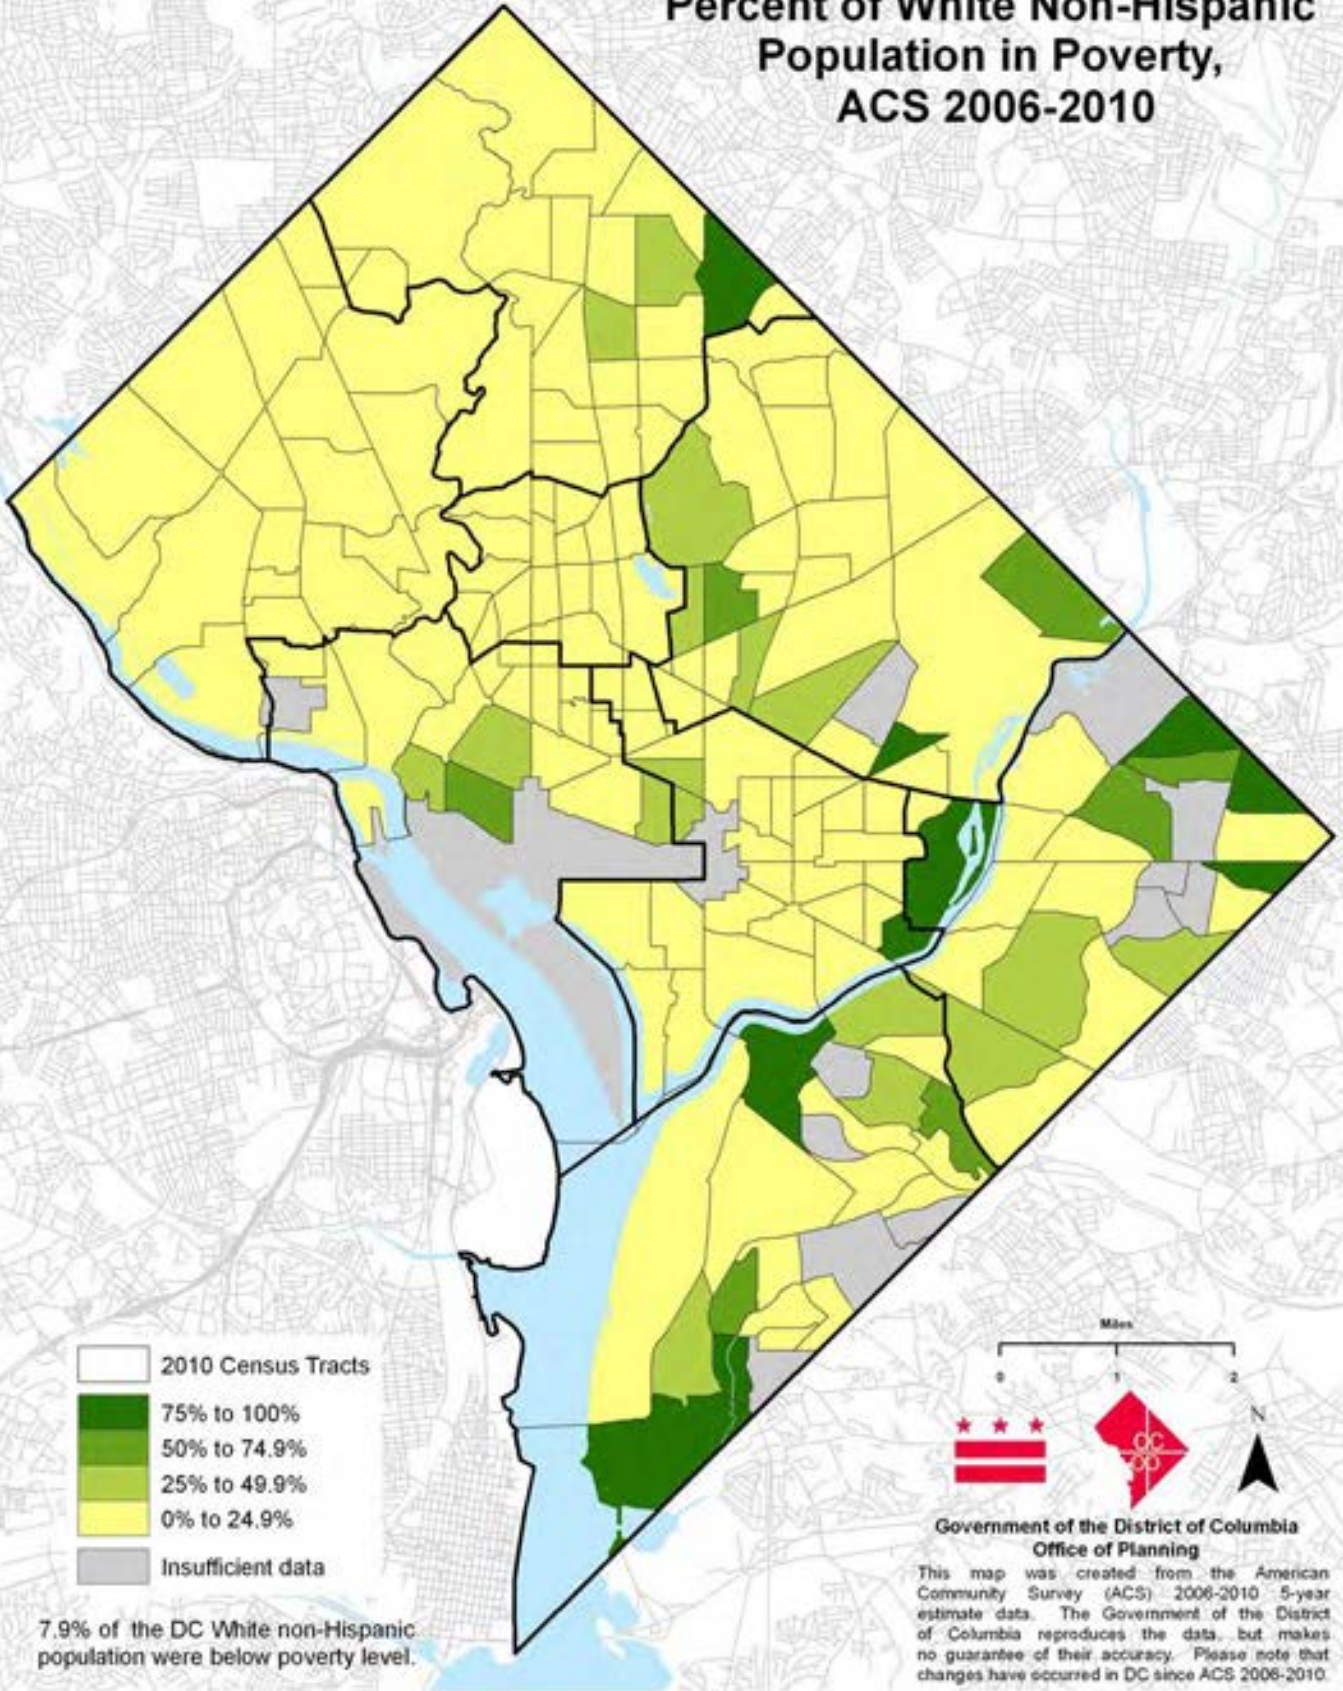 Percent of White Non-Hispanic
Population in Poverty,
ACS 2006-2010
2010 Census Tracts
75% to 100%
50% to 74.9%
25% to 49.9%
0% to 24.9%
Insufficient data
7.9% of the DC White non-Hispanic
population were below poverty level.
Miles
0 1 2
DC
OP
N
Government of the District of Columbia
Office of Planning
This map was created from the American
Community Survey (ACS) 2006-2010 5-year
estimate data. The Government of the District
of Columbia reproduces the data, but makes
no guarantee of their accuracy. Please note that
changes have occurred in DC since ACS 2006-2010.